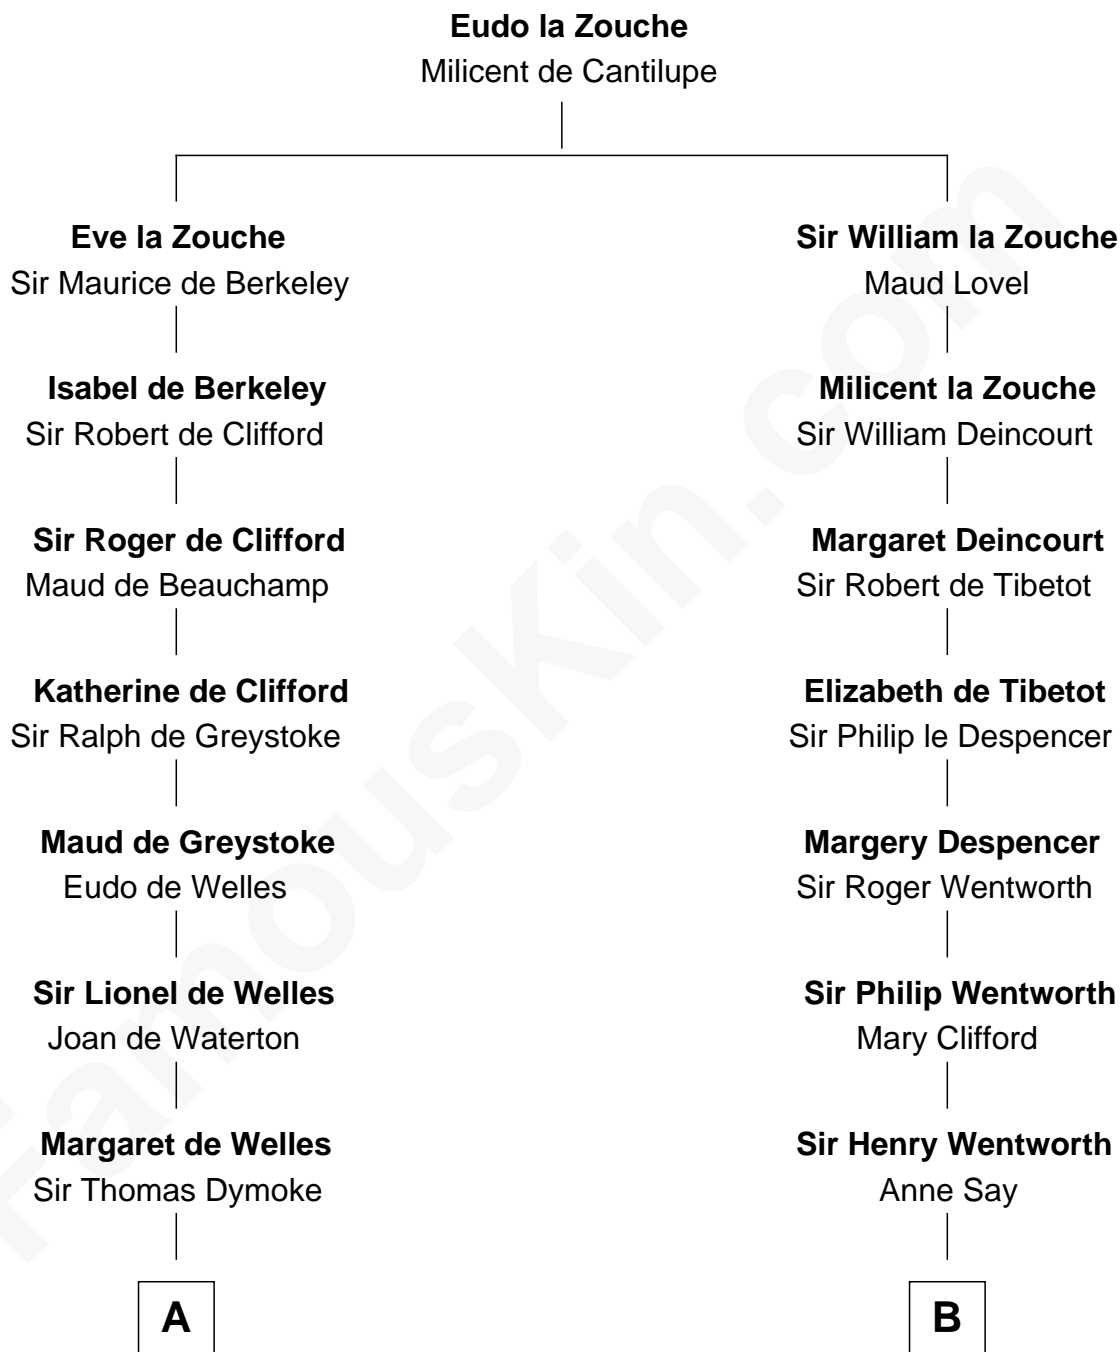 Eudo la Zouche
Milicent de Cantilupe
Eve la Zouche
Sir Maurice de Berkeley
Sir William la Zouche
Maud Lovel
Isabel de Berkeley
Sir Robert de Clifford
Milicent la Zouche
Sir William Deincourt
Sir Roger de Clifford
Maud de Beauchamp
Margaret Deincourt
Sir Robert de Tibetot
Katherine de Clifford
Sir Ralph de Greystoke
Elizabeth de Tibetot
Sir Philip le Despencer
Maud de Greystoke
Eudo de Welles
Margery Despencer
Sir Roger Wentworth
Sir Lionel de Welles
Joan de Waterton
Sir Philip Wentworth
Mary Clifford
Margaret de Welles
Sir Thomas Dymoke
Sir Henry Wentworth
Anne Say
A
B
FamousKin.com